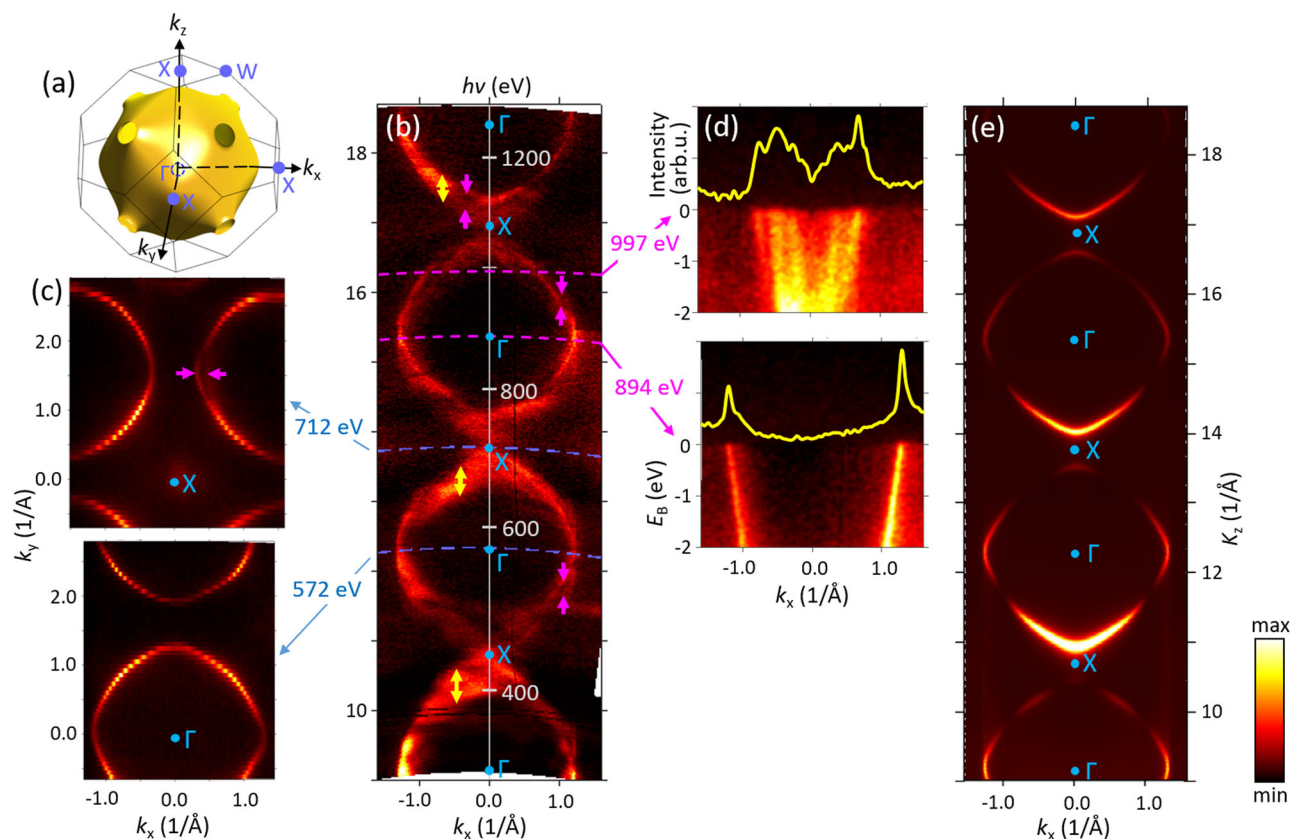 (a)
kz
X
W
Γ
X
kx
X
ky
hν (eV)
(b)
18
16
10
Γ
1200
X
Γ
800
X
600
Γ
X
400
Γ
-1.0
0.0
1.0
kx (1/Å)
(c)
2.0
1.0
0.0
X
712 eV
2.0
1.0
0.0
Γ
572 eV
ky (1/A)
-1.0
0.0
1.0
kx (1/Å)
(d)
Intensity
(arb.u.)
0
-1
-2
997 eV
0
-1
-2
894 eV
EB (eV)
-1.0
0.0
1.0
kx (1/Å)
(e)
Γ
18
X
16
Γ
14
X
Kz (1/Å)
Γ
12
X
10
Γ
-1.0
0.0
1.0
kx (1/Å)
max
min